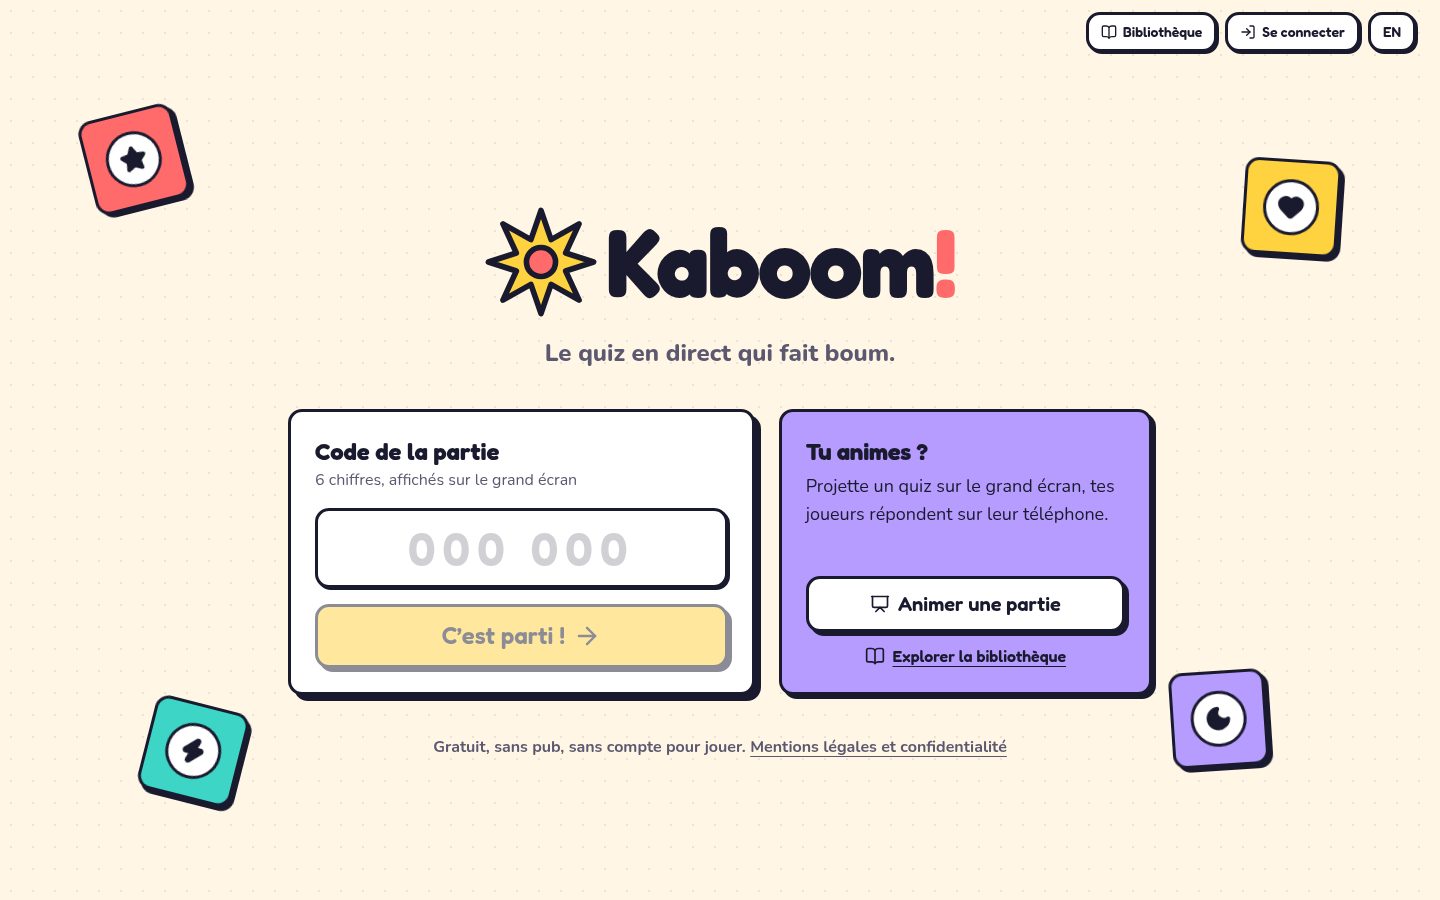 Bibliothèque
Se connecter
EN
Kaboom!
Le quiz en direct qui fait boum.
Code de la partie
6 chiffres, affichés sur le grand écran
000 000
C’est parti !
Tu animes ?
Projette un quiz sur le grand écran, tes
joueurs répondent sur leur téléphone.
Animer une partie
Explorer la bibliothèque
Gratuit, sans pub, sans compte pour jouer. Mentions légales et confidentialité